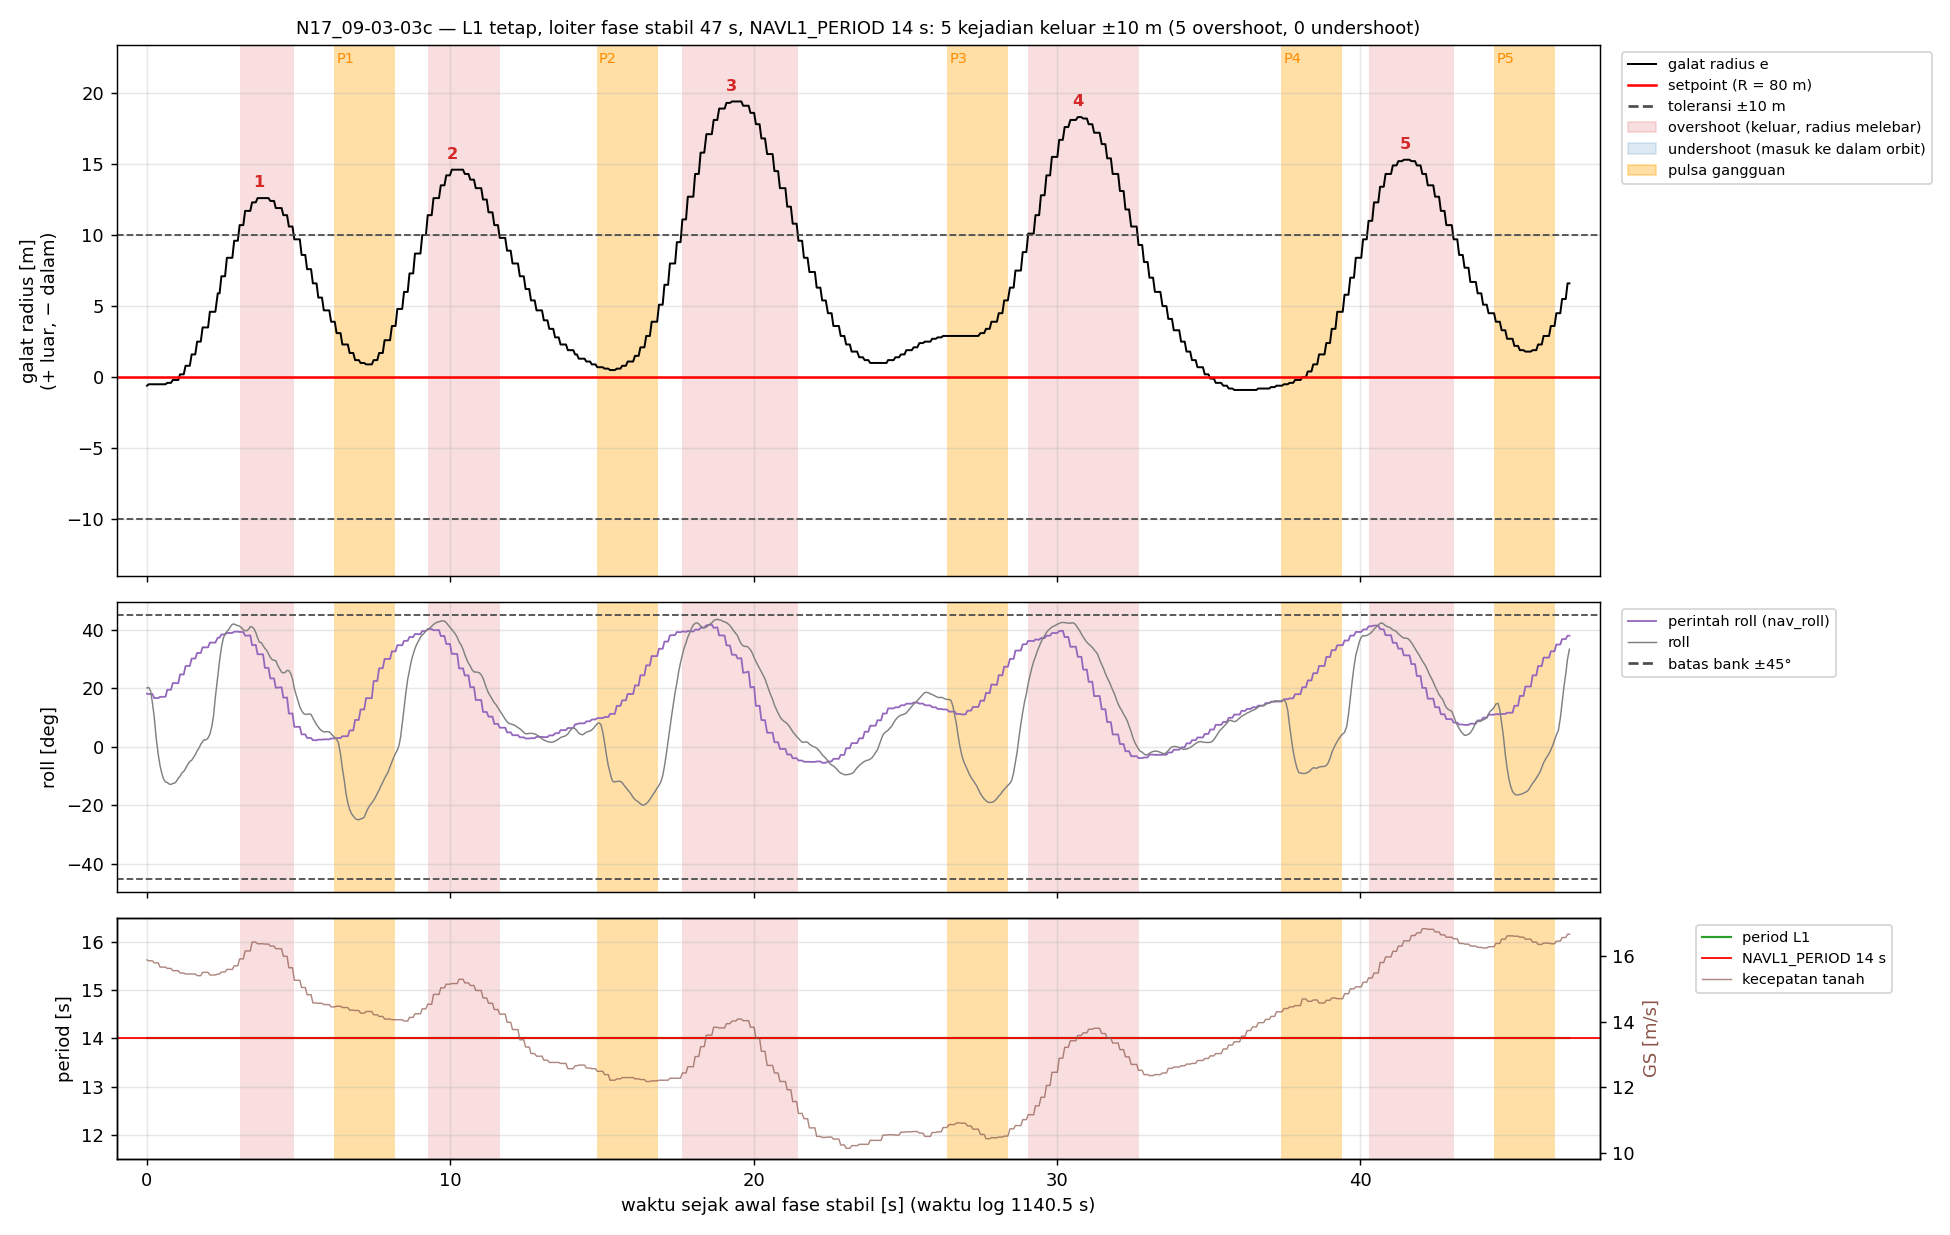 N17_09-03-03c — L1 tetap, loiter fase stabil 47 s, NAVL1_PERIOD 14 s: 5 kejadian keluar ±10 m (5 overshoot, 0 undershoot)
P1
P2
P3
P4
P5
1
2
3
4
5
galat radius [m]
(+ luar, − dalam)
20
15
10
5
0
−5
−10
galat radius e
setpoint (R = 80 m)
toleransi ±10 m
overshoot (keluar, radius melebar)
undershoot (masuk ke dalam orbit)
pulsa gangguan
roll [deg]
40
20
0
−20
−40
perintah roll (nav_roll)
roll
batas bank ±45°
period [s]
16
15
14
13
12
GS [m/s]
16
14
12
10
period L1
NAVL1_PERIOD 14 s
kecepatan tanah
0
10
20
30
40
waktu sejak awal fase stabil [s] (waktu log 1140.5 s)